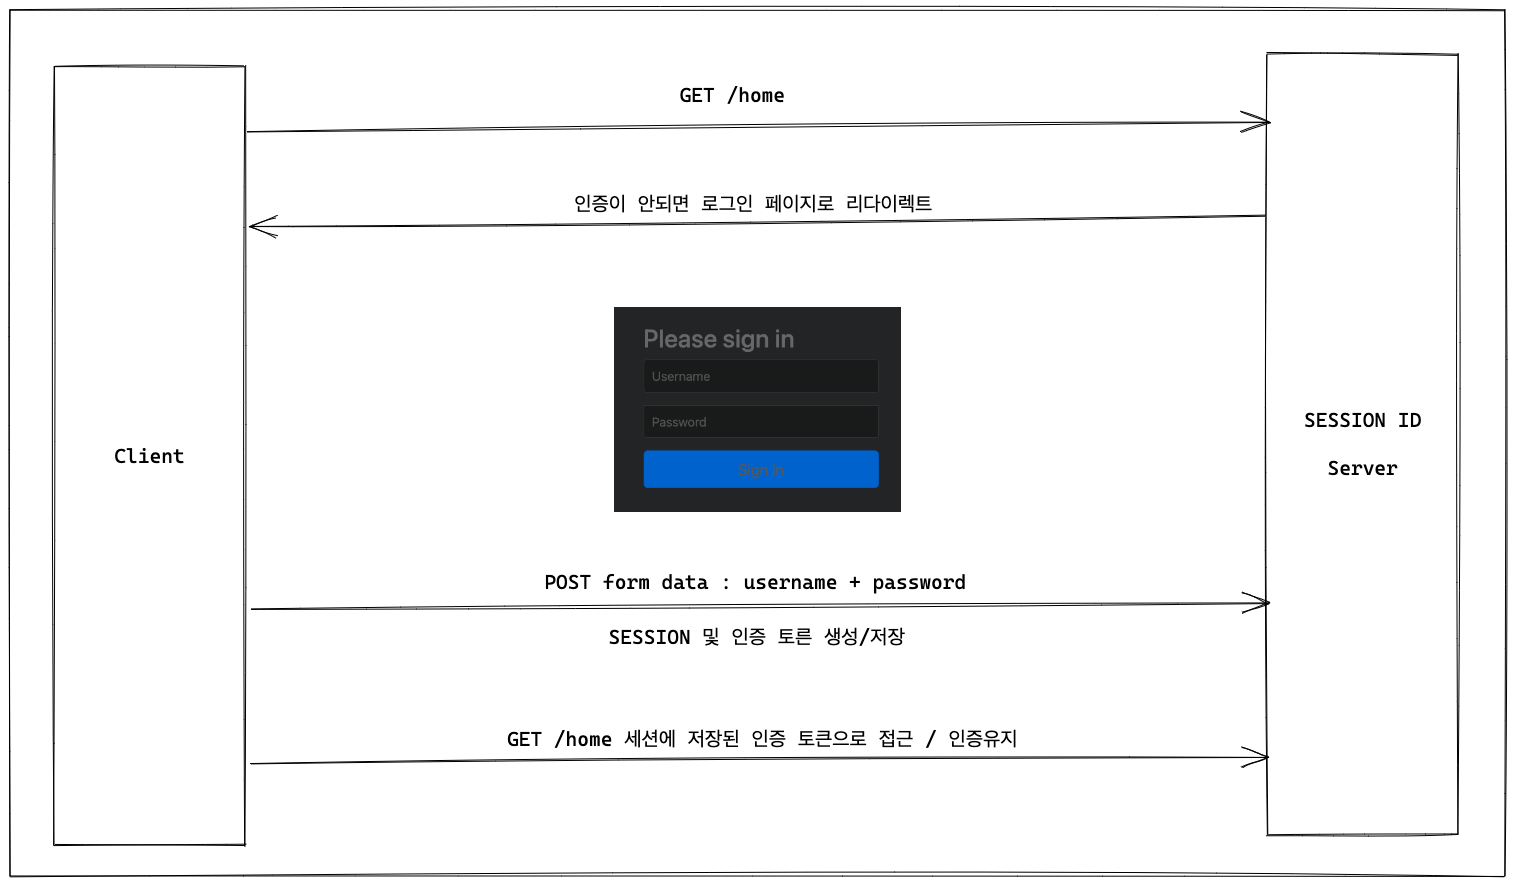 GET /home
인증이 안되면 로그인 페이지로 리다이렉트
Please sign in
Username
Password
Sign in
Client
SESSION ID
Server
POST form data : username + password
SESSION 및 인증 토른 생성/저장
GET /home 세션에 저장된 인증 토큰으로 접근 / 인증유지